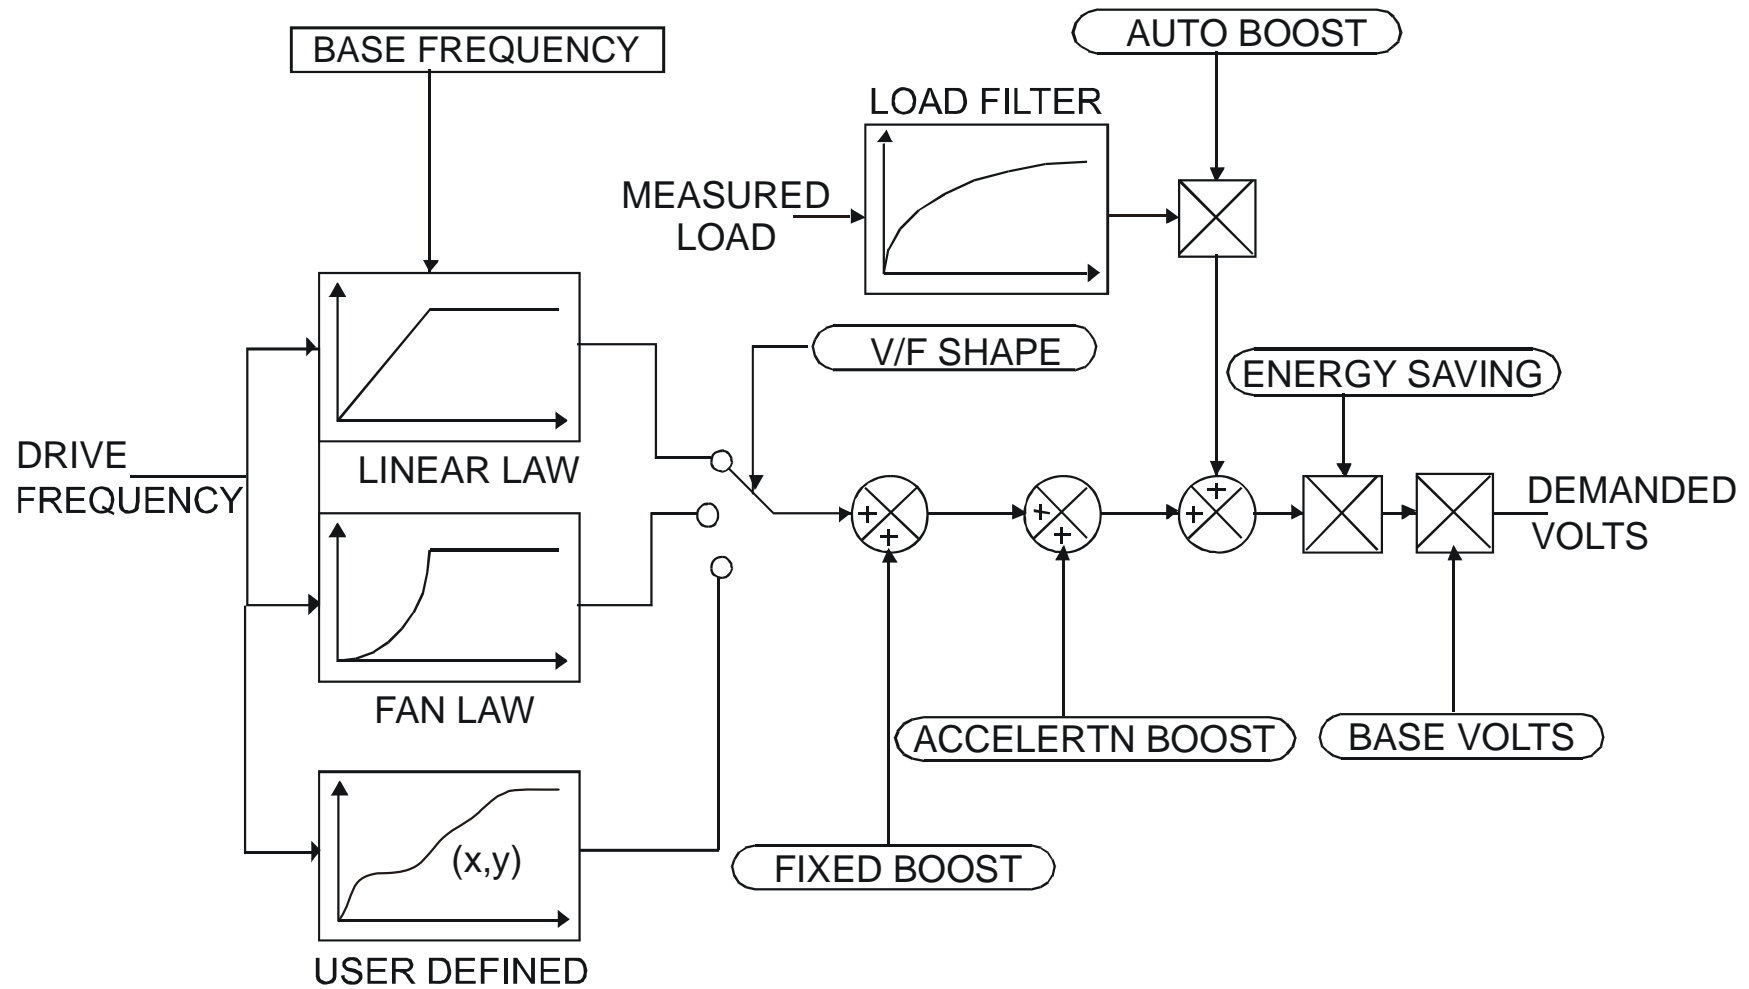 AUTO BOOST
BASE FREQUENCY
LOAD FILTER
MEASURED
LOAD
V/F SHAPE
ENERGY SAVING
DRIVE
FREQUENCY
LINEAR LAW
DEMANDED
VOLTS
+
+
+
+
+
+
FAN LAW
ACCELERTN BOOST
BASE VOLTS
(x,y)
FIXED BOOST
USER DEFINED